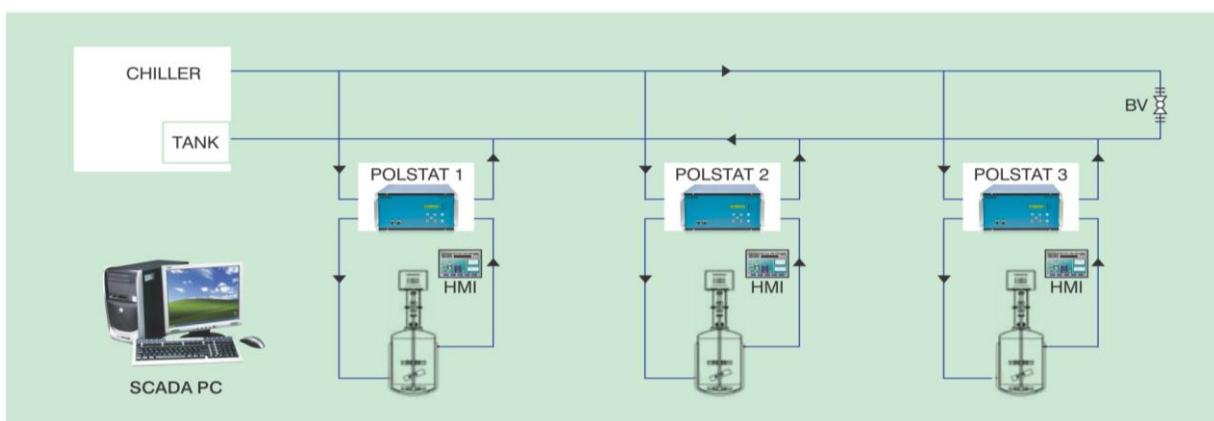 CHILLER
BV
TANK
POLSTAT 1
POLSTAT 2
POLSTAT 3
HMI
HMI
HMI
SCADA PC